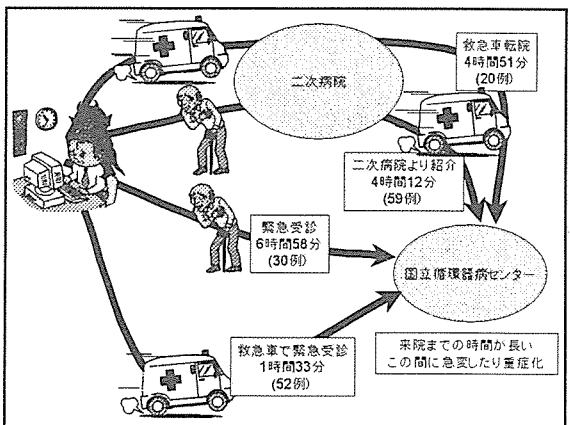 二次病院
救急車転院
4時間51分
(20例)
二次病院より紹介
4時間12分
(59例)
緊急受診
6時間58分
(30例)
国立循環器病センター
救急車で緊急受診
1時間33分
(52例)
来院までの時間が長い
この間に急変したり重症化